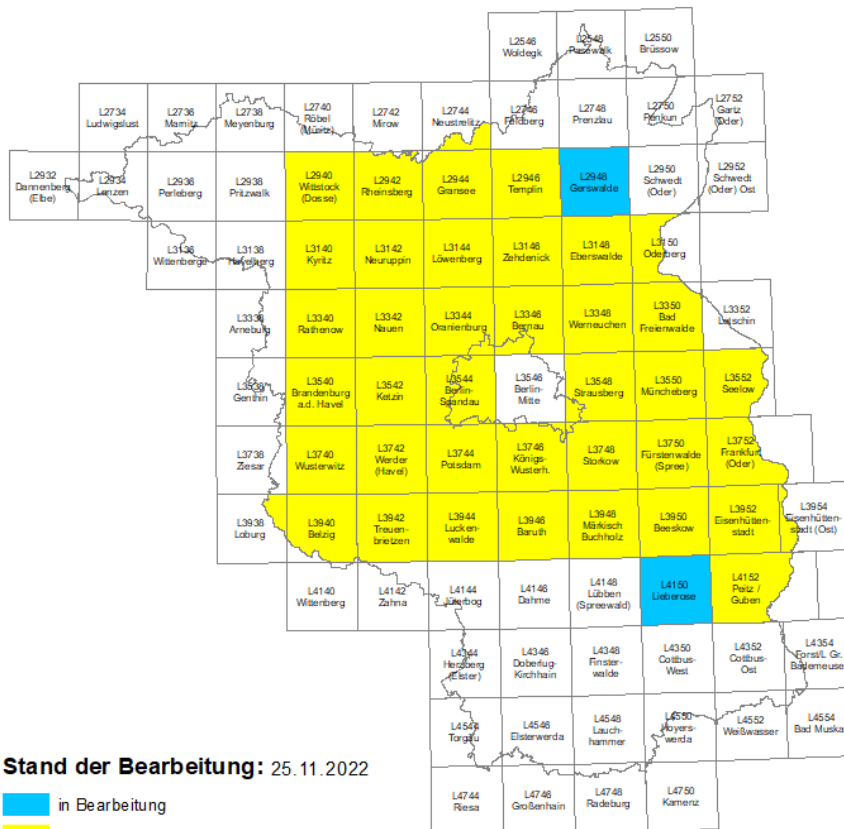 L2546
Woldegk
L2548
Pasewalk
L2550
Brüssow
L2734
Ludwigslust
L2736
Marnitz
L2738
Meyenburg
L2740
Röbel
(Müritz)
L2742
Mirow
L2744
Neustrelitz
L2746
Feldberg
L2748
Prenzlau
L2750
Penkun
L2752
Gartz
(Oder)
L2932
Dannenberg
(Elbe)
L2934
Lenzen
L2936
Perleberg
L2938
Pritzwalk
L2940
Wittstock
(Dosse)
L2942
Rheinsberg
L2944
Gransee
L2946
Templin
L2948
Gerswalde
L2950
Schwedt
(Oder)
L2952
Schwedt
(Oder) Ost
L3136
Wittenberge
L3138
Havelberg
L3140
Kyritz
L3142
Neuruppin
L3144
Löwenberg
L3146
Zehdenick
L3148
Eberswalde
L3150
Oderberg
L3338
Arneburg
L3340
Rathenow
L3342
Nauen
L3344
Oranienburg
L3346
Bernau
L3348
Werneuchen
L3350
Bad
Freienwalde
L3352
Letschin
L3538
Genthin
L3540
Brandenburg
a.d. Havel
L3542
Ketzin
L3544
Berlin-
Spandau
L3546
Berlin-
Mitte
L3548
Strausberg
L3550
Müncheberg
L3552
Seelow
L3738
Ziesar
L3740
Wusterwitz
L3742
Werder
(Havel)
L3744
Potsdam
L3746
Königs-
Wusterh.
L3748
Storkow
L3750
Fürstenwalde
(Spree)
L3752
Frankfurt
(Oder)
L3938
Loburg
L3940
Belzig
L3942
Treuen-
brietzen
L3944
Lucken-
walde
L3946
Baruth
L3948
Märkisch
Buchholz
L3950
Beeskow
L3952
Eisenhütten-
stadt
L3954
Eisenhütten-
stadt (Ost)
L4140
Wittenberg
L4142
Zahna
L4144
Jüterbog
L4146
Dahme
L4148
Lübben
(Spreewald)
L4150
Lieberose
L4152
Peitz /
Guben
L4344
Herzberg
(Elster)
L4346
Doberlug-
Kirchhain
L4348
Finster-
walde
L4350
Cottbus-
West
L4352
Cottbus-
Ost
L4354
Forst/L. Gr.
Bademeuse
L4544
Torgau
L4546
Elsterwerda
L4548
Lauch-
hammer
L4550
Hoyers-
werda
L4552
Weißwasser
L4554
Bad Muska
L4744
Riesa
L4746
Großenhain
L4748
Radeburg
L4750
Kamenz
Stand der Bearbeitung: 25.11.2022
in Bearbeitung